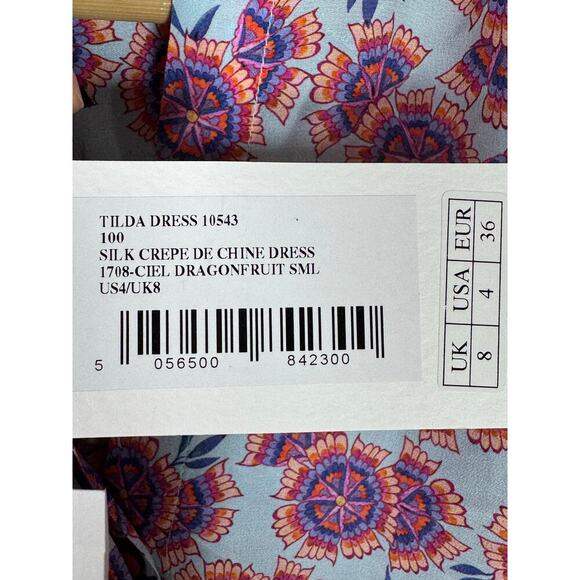 TILDA DRESS 10543
100
SILK CREPE DE CHINE DRESS
1708-CIEL DRAGONFRUIT SML
US4/UK8
5 056500 842300
UK USA EUR
8 4 36